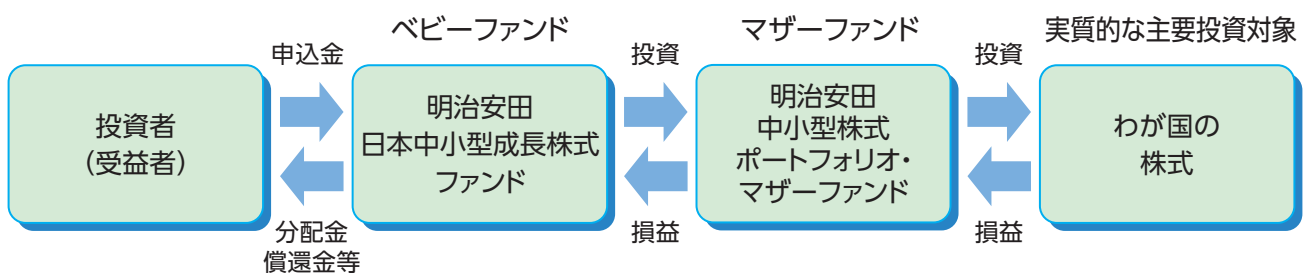 ベビーファンド
マザーファンド
実質的な主要投資対象
申込金
投資
投資
投資者
(受益者)
明治安田
日本中小型成長株式
ファンド
明治安田
中小型株式
ポートフォリオ・
マザーファンド
わが国の
株式
分配金
償還金等
損益
損益